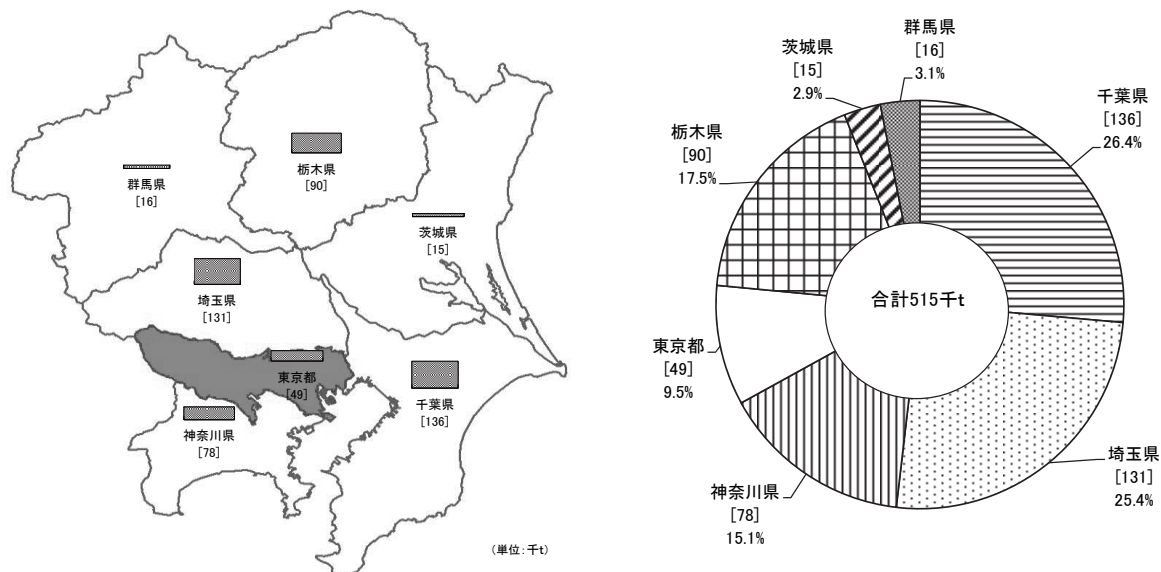 群馬県
[16]
栃木県
[90]
茨城県
[15]
埼玉県
[131]
東京都
[49]
神奈川県
[78]
千葉県
[136]
(単位:千t)
群馬県
[16]
3.1%
茨城県
[15]
2.9%
千葉県
[136]
26.4%
栃木県
[90]
17.5%
合計515千t
東京都
[49]
9.5%
神奈川県
[78]
15.1%
埼玉県
[131]
25.4%